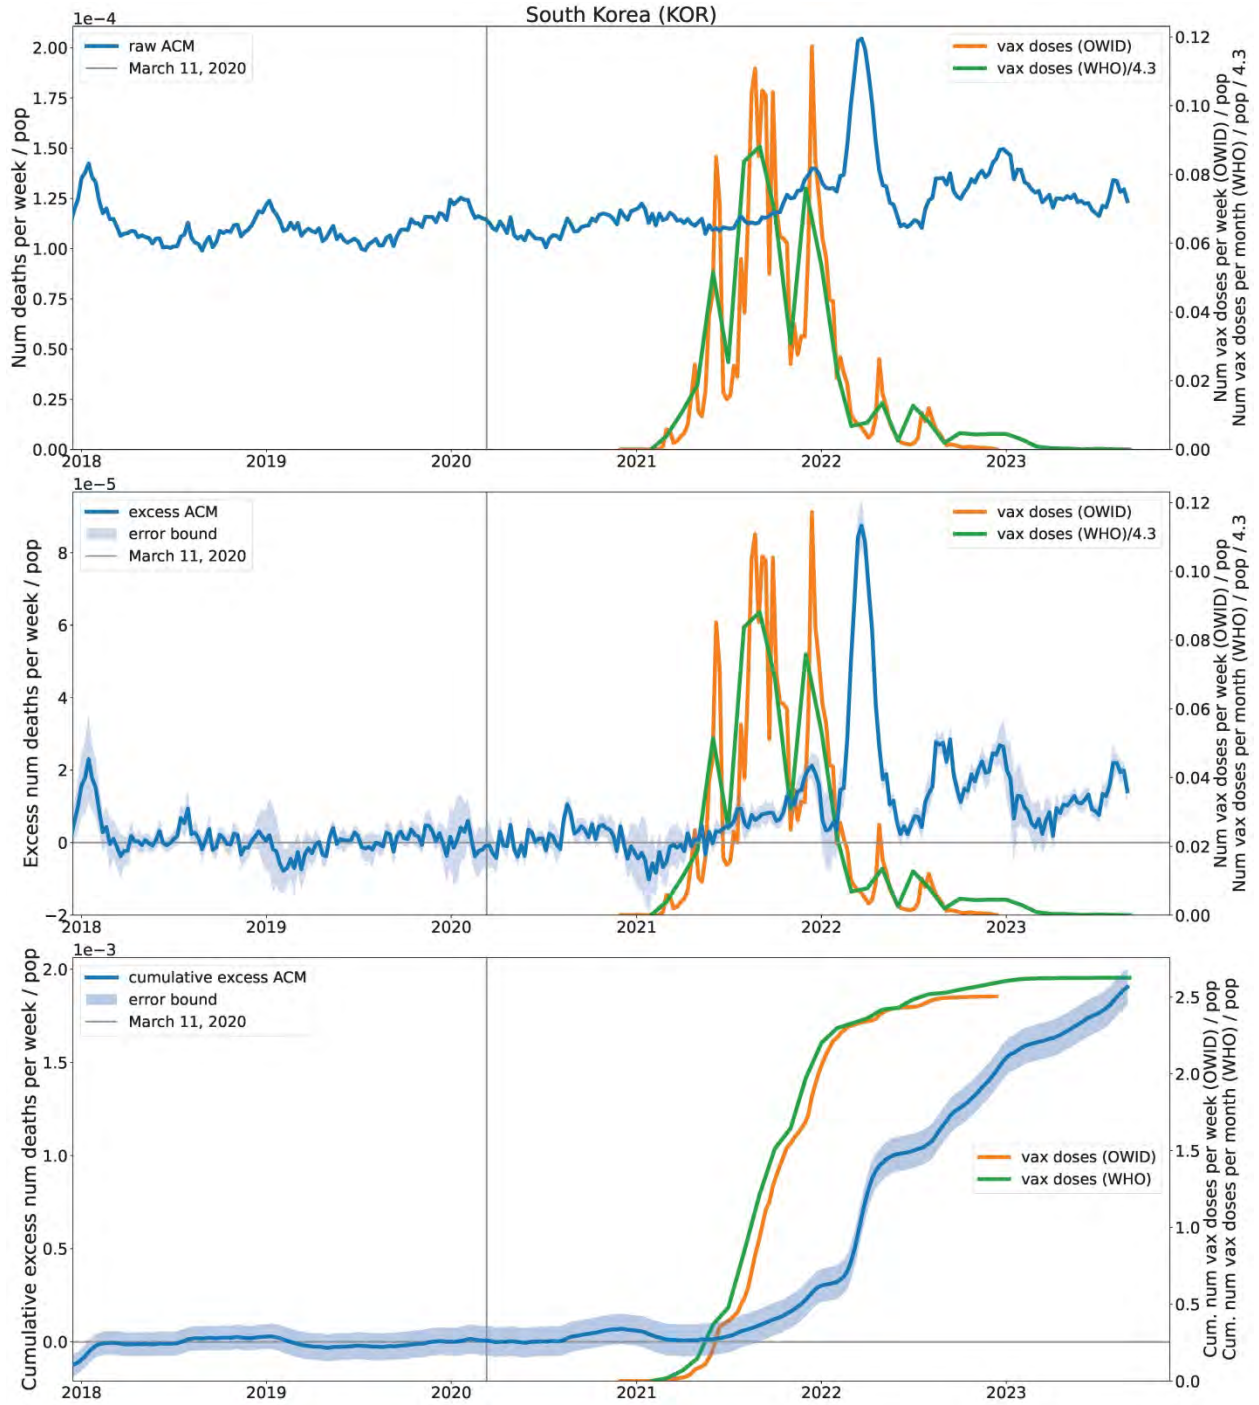 South Korea (KOR)
1e−4
raw ACM
March 11, 2020
vax doses (OWID)
vax doses (WHO)/4.3
Num deaths per week / pop
2.00
1.75
1.50
1.25
1.00
0.75
0.50
0.25
0.00
0.12
0.10
0.08
0.06
0.04
0.02
0.00
Num vax doses per week (OWID) / pop
Num vax doses per month (WHO) / pop / 4.3
2018 2019 2020 2021 2022 2023
1e−5
excess ACM
error bound
March 11, 2020
vax doses (OWID)
vax doses (WHO)/4.3
Excess num deaths per week / pop
8
6
4
2
0
−2
0.12
0.10
0.08
0.06
0.04
0.02
0.00
Num vax doses per week (OWID) / pop
Num vax doses per month (WHO) / pop / 4.3
2018 2019 2020 2021 2022 2023
1e−3
cumulative excess ACM
error bound
March 11, 2020
vax doses (OWID)
vax doses (WHO)
Cumulative excess num deaths per week / pop
2.0
1.5
1.0
0.5
0.0
2.5
2.0
1.5
1.0
0.5
0.0
Cum. num vax doses per week (OWID) / pop
Cum. num vax doses per month (WHO) / pop
2018 2019 2020 2021 2022 2023